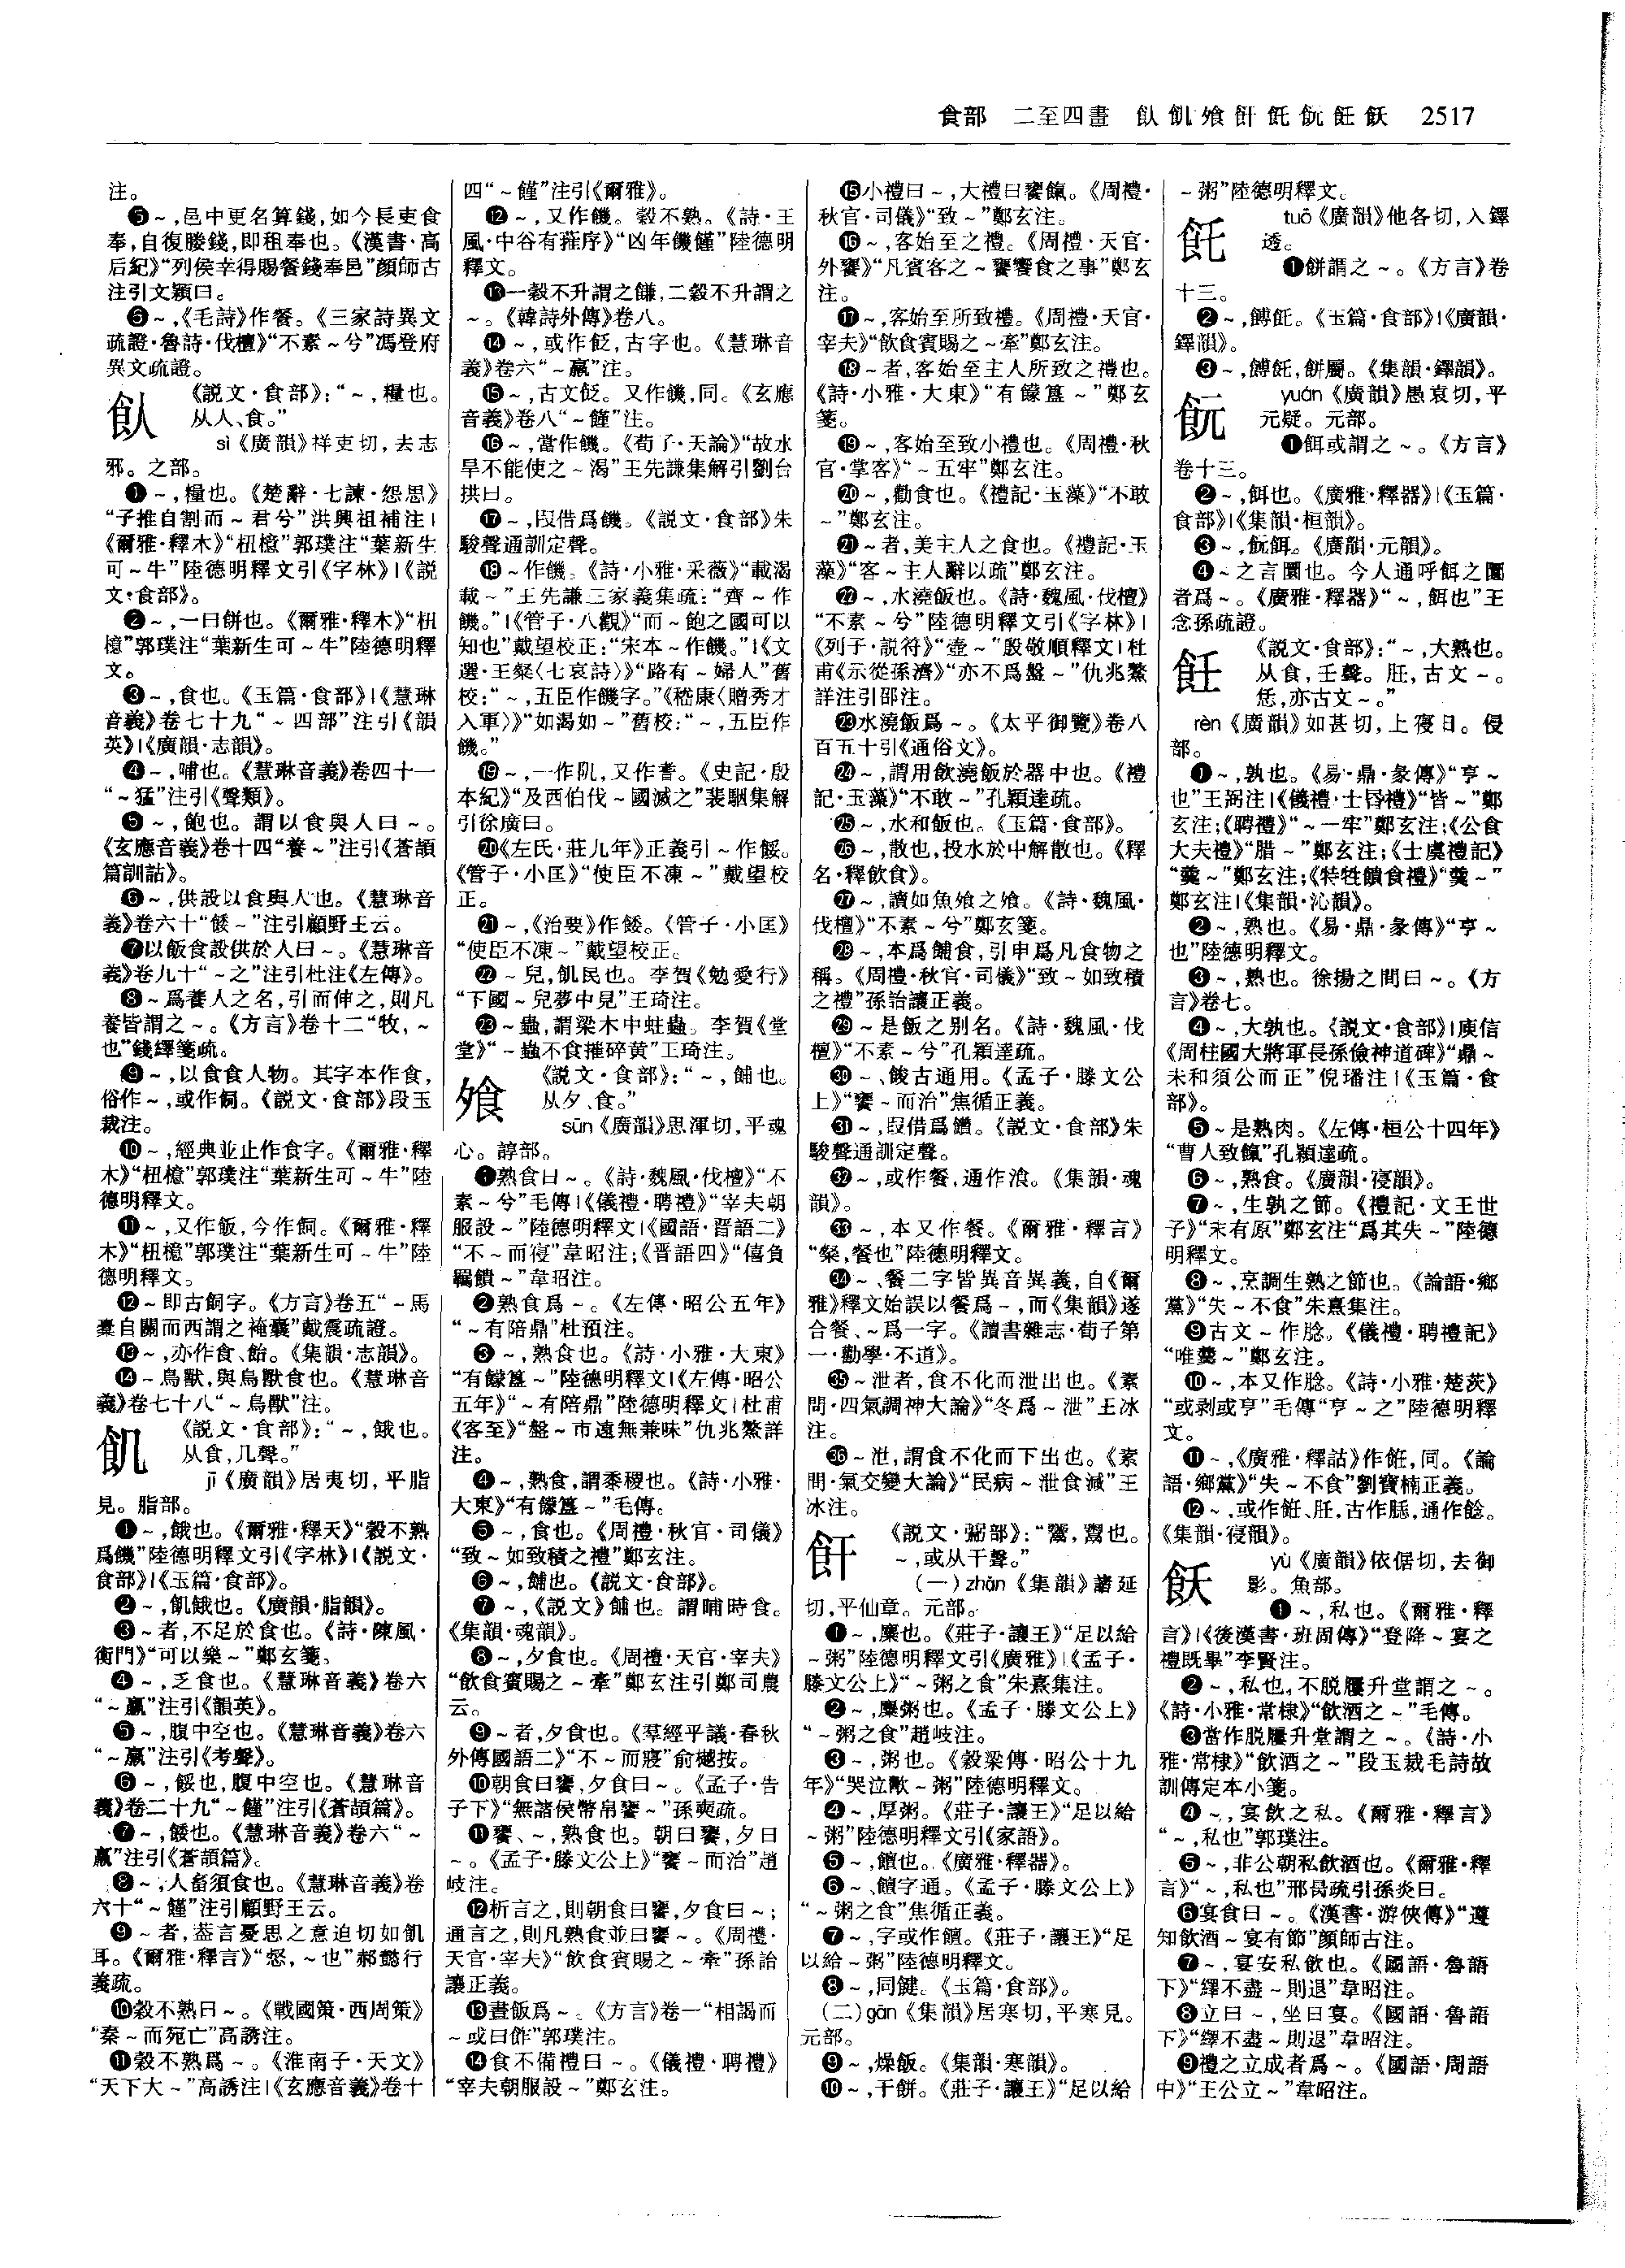 食部　二至四畫　飤飢飧飦飥飩飪飫　2517
注。
❺~,邑中更名算錢,如今長吏食
奉,自復媵錢,即租奉也。《漢書·高
后紀》“列侯幸得賜餐錢奉邑”顔師古
注引文穎曰。
❻~,《毛詩》作餐。《三家詩異文
疏證·魯詩·伐檀》“不素~兮”馮登府
異文疏證。
飤
《説文·食部》:“~,糧也。
从人、食。”
sì《廣韻》祥吏切,去志
邪。之部。
❶~,糧也。《楚辭·七諫·怨思》
“子推自割而~君兮”洪興祖補注|
《爾雅·釋木》“杻檍”郭璞注“葉新生
可~牛”陸德明釋文引《字林》|《説
文·食部》。
❷~,一曰餅也。《爾雅·釋木》“杻
檍”郭璞注“葉新生可~牛”陸德明釋
文。
❸~,食也。《玉篇·食部》|《慧琳
音義》卷七十九“~四部”注引《韻
英》|《廣韻·志韻》。
❹~,哺也。《慧琳音義》卷四十一
“~猛”注引《聲類》。
❺~,飽也。謂以食與人曰~。
《玄應音義》卷十四“養~”注引《蒼頡
篇訓詁》。
❻~,供設以食與人也。《慧琳音
義》卷六十“餧~”注引顧野王云。
❼以飯食設供於人曰~。《慧琳音
義》卷九十“~之”注引杜注《左傳》。
❽~爲養人之名,引而伸之,則凡
養皆謂之~。《方言》卷十二“牧,~
也”錢繹箋疏。
❾~,以食食人物。其字本作食,
俗作~,或作飼。《説文·食部》段玉
裁注。
❿~,經典並止作食字。《爾雅·釋
木》“杻檍”郭璞注“葉新生可~牛”陸
德明釋文。
⓫~,又作飯,今作飼。《爾雅·釋
木》“杻檍”郭璞注“葉新生可~牛”陸
德明釋文。
⓬~即古飼字。《方言》卷五“~馬
橐自關而西謂之裺囊”戴震疏證。
⓭~,亦作食、飴。《集韻·志韻》。
⓮~鳥獸,與鳥獸食也。《慧琳音
義》卷七十八“~鳥獸”注。
飢
《説文·食部》:“~,餓也。
从食,几聲。”
jī《廣韻》居夷切,平脂
見。脂部。
❶~,餓也。《爾雅·釋天》“穀不熟
爲饑”陸德明釋文引《字林》|《説文·
食部》|《玉篇·食部》。
❷~,飢餓也。《廣韻·脂韻》。
❸~者,不足於食也。《詩·陳風·
衡門》“可以樂~”鄭玄箋。
❹~,乏食也。《慧琳音義》卷六
“~羸”注引《韻英》。
❺~,腹中空也。《慧琳音義》卷六
“~羸”注引《考聲》。
❻~,餒也,腹中空也。《慧琳音
義》卷二十九“~饉”注引《蒼頡篇》。
❼~,餧也。《慧琳音義》卷六“~
羸”注引《蒼頡篇》。
❽~,人畜須食也。《慧琳音義》卷
六十“~饉”注引顧野王云。
❾~者,葢言憂思之意迫切如飢
耳。《爾雅·釋言》“惄,~也”郝懿行
義疏。
❿穀不熟曰~。《戰國策·西周策》
“秦~而宛亡”高誘注。
⓫穀不熟爲~。《淮南子·天文》
“天下大~”高誘注|《玄應音義》卷十
四“~饉”注引《爾雅》。
⓬~,又作饑。穀不熟。《詩·王
風·中谷有蓷序》“凶年饑饉”陸德明
釋文。
⓭一穀不升謂之鎌,二穀不升謂之
~。《韓詩外傳》卷八。
⓮~,或作䬣,古字也。《慧琳音
義》卷六“~羸”注。
⓯~,古文䬣。又作饑,同。《玄應
音義》卷八“~饉”注。
⓰~,當作饑。《荀子·天論》“故水
旱不能使之~渴”王先謙集解引劉台
拱曰。
⓱~,叚借爲饑。《説文·食部》朱
駿聲通訓定聲。
⓲~作饑。《詩·小雅·采薇》“載渴
載~”王先謙三家義集疏:“齊~作
饑。”|《管子·八觀》“而~飽之國可以
知也”戴望校正:“宋本~作饑。”|《文
選·王粲〈七哀詩〉》“路有~婦人”舊
校:“~,五臣作饑字。”《嵇康〈贈秀才
入軍〉》“如渴如~”舊校:“~,五臣作
饑。”
⓳~,一作阢,又作耆。《史記·殷
本紀》“及西伯伐~國滅之”裴駰集解
引徐廣曰。
⓴《左氏·莊九年》正義引~作餒。
《管子·小匡》“使臣不凍~”戴望校
正。
㉑~,《治要》作餧。《管子·小匡》
“使臣不凍~”戴望校正。
㉒~兒,飢民也。李賀《勉愛行》
“下國~兒夢中見”王琦注。
㉓~蟲,謂梁木中蛀蟲。李賀《堂
堂》“~蟲不食摧碎黄”王琦注。
飧
《説文·食部》:“~,餔也。
从夕、食。”
sūn《廣韻》思渾切,平魂
心。諄部。
❶熟食曰~。《詩·魏風·伐檀》“不
素~兮”毛傳|《儀禮·聘禮》“宰夫朝
服設~”陸德明釋文|《國語·晋語二》
“不~而寝”韋昭注;《晋語四》“僖負
羈饋~”韋昭注。
❷熟食爲~。《左傳·昭公五年》
“~有陪鼎”杜預注。
❸~,熟食也。《詩·小雅·大東》
“有饛簋~”陸德明釋文|《左傳·昭公
五年》“~有陪鼎”陸德明釋文|杜甫
《客至》“盤~市遠無兼味”仇兆鰲詳
注。
❹~,熟食,謂黍稷也。《詩·小雅·
大東》“有饛簋~”毛傳。
❺~,食也。《周禮·秋官·司儀》
“致~如致積之禮”鄭玄注。
❻~,餔也。《説文·食部》。
❼~,《説文》餔也。謂哺時食。
《集韻·魂韻》。
❽~,夕食也。《周禮·天官·宰夫》
“飲食賓賜之~牽”鄭玄注引鄭司農
云。
❾~者,夕食也。《羣經平議·春秋
外傳國語二》“不~而寢”俞樾按。
❿朝食曰饔,夕食曰~。《孟子·告
子下》“無諸侯幣帛饔~”孫奭疏。
⓫饔、~,熟食也。朝曰饔,夕曰
~。《孟子·滕文公上》“饔~而治”趙
岐注。
⓬析言之,則朝食曰饔,夕食曰~;
通言之,則凡熟食並曰饔~。《周禮·
天官·宰夫》“飲食賓賜之~牽”孫詒
讓正義。
⓭晝飯爲~。《方言》卷一“相謁而
~或曰飵”郭璞注。
⓮食不備禮曰~。《儀禮·聘禮》
“宰夫朝服設~”鄭玄注。
⓯小禮曰~,大禮曰饔餼。《周禮·
秋官·司儀》“致~”鄭玄注。
⓰~,客始至之禮。《周禮·天官·
外饔》“凡賓客之~饔饗食之事”鄭玄
注。
⓱~,客始至所致禮。《周禮·天官·
宰夫》“飲食賓賜之~牽”鄭玄注。
⓲~者,客始至主人所致之禮也。
《詩·小雅·大東》“有饛簋~”鄭玄
箋。
⓳~,客始至致小禮也。《周禮·秋
官·掌客》“~五牢”鄭玄注。
⓴~,勸食也。《禮記·玉藻》“不敢
~”鄭玄注。
㉑~者,美主人之食也。《禮記·玉
藻》“客~主人辭以疏”鄭玄注。
㉒~,水澆飯也。《詩·魏風·伐檀》
“不素~兮”陸德明釋文引《字林》|
《列子·説符》“壺~”殷敬順釋文|杜
甫《示從孫濟》“亦不爲盤~”仇兆鰲
詳注引邵注。
㉓水澆飯爲~。《太平御覽》卷八
百五十引《通俗文》。
㉔~,謂用飲澆飯於器中也。《禮
記·玉藻》“不敢~”孔穎達疏。
㉕~,水和飯也。《玉篇·食部》。
㉖~,散也,投水於中解散也。《釋
名·釋飲食》。
㉗~,讀如魚飧之飧。《詩·魏風·
伐檀》“不素~兮”鄭玄箋。
㉘~,本爲餔食,引申爲凡食物之
稱。《周禮·秋官·司儀》“致~如致積
之禮”孫詒讓正義。
㉙~是飯之别名。《詩·魏風·伐
檀》“不素~兮”孔穎達疏。
㉚~、餕古通用。《孟子·滕文公
上》“饔~而治”焦循正義。
㉛~,叚借爲饡。《説文·食部》朱
駿聲通訓定聲。
㉜~,或作餐,通作湌。《集韻·魂
韻》。
㉝~,本又作餐。《爾雅·釋言》
“粲,餐也”陸德明釋文。
㉞~、餐二字皆異音異義,自《爾
雅》釋文始誤以餐爲~,而《集韻》遂
合餐、~爲一字。《讀書雜志·荀子第
一·勸學·不道》。
㉟~泄者,食不化而泄出也。《素
問·四氣調神大論》“冬爲~泄”王冰
注。
㊱~泄,謂食不化而下出也。《素
問·氣交變大論》“民病~泄食減”王
冰注。
飦
《説文·䰜部》:“鬻,鬻也。
~,或从干聲。”
(一)zhān《集韻》諸延
切,平仙章。元部。
❶~,麋也。《莊子·讓王》“足以給
~粥”陸德明釋文引《廣雅》|《孟子·
滕文公上》“~粥之食”朱熹集注。
❷~,麋粥也。《孟子·滕文公上》
“~粥之食”趙岐注。
❸~,粥也。《穀梁傳·昭公十九
年》“哭泣歠~粥”陸德明釋文。
❹~,厚粥。《莊子·讓王》“足以給
~粥”陸德明釋文引《家語》。
❺~,饘也。《廣雅·釋器》。
❻~、饘字通。《孟子·滕文公上》
“~粥之食”焦循正義。
❼~,字或作饘。《莊子·讓王》“足
以給~粥”陸德明釋文。
❽~,同鍵。《玉篇·食部》。
(二)gān《集韻》居寒切,平寒見。
元部。
❾~,燥飯。《集韻·寒韻》。
❿~,干餅。《莊子·讓王》“足以給
~粥”陸德明釋文。
飥
tuō《廣韻》他各切,入鐸
透。
❶餅謂之~。《方言》卷
十三。
❷~,餺飥。《玉篇·食部》|《廣韻·
鐸韻》。
❸~,餺飥,餅屬。《集韻·鐸韻》。
飩
yuán《廣韻》愚袁切,平
元疑。元部。
❶餌或謂之~。《方言》
卷十三。
❷~,餌也。《廣雅·釋器》|《玉篇·
食部》|《集韻·桓韻》。
❸~,䬧餌。《廣韻·元韻》。
❹~之言圜也。今人通呼餌之圜
者爲~。《廣雅·釋器》“~,餌也”王
念孫疏證。
飪
《説文·食部》:“~,大熟也。
从食,壬聲。肚,古文~。
恁,亦古文~。”
rèn《廣韻》如甚切,上寑日。侵
部。
❶~,孰也。《易·鼎·彖傳》“亨~
也”王弼注|《儀禮·士昏禮》“皆~”鄭
玄注;《聘禮》“~一牢”鄭玄注;《公食
大夫禮》“腊~”鄭玄注;《士虞禮記》
“羹~”鄭玄注;《特牲饋食禮》“羹~”
鄭玄注|《集韻·沁韻》。
❷~,熟也。《易·鼎·彖傳》“亨~
也”陸德明釋文。
❸~,熟也。徐揚之間曰~。《方
言》卷七。
❹~,大孰也。《説文·食部》|庾信
《周柱國大將軍長孫儉神道碑》“鼎~
未和須公而正”倪璠注|《玉篇·食
部》。
❺~是熟肉。《左傳·桓公十四年》
“曹人致餼”孔穎達疏。
❻~,熟食。《廣韻·寑韻》。
❼~,生孰之節。《禮記·文王世
子》“末有原”鄭玄注“爲其失~”陸德
明釋文。
❽~,烹調生熟之節也。《論語·鄉
黨》“失~不食”朱熹集注。
❾古文~作腍。《儀禮·聘禮記》
“唯羹~”鄭玄注。
❿~,本又作腍。《詩·小雅·楚茨》
“或剥或亨”毛傳“亨~之”陸德明釋
文。
⓫~,《廣雅·釋詁》作䭃,同。《論
語·鄉黨》“失~不食”劉寶楠正義。
⓬~,或作䭃、肚,古作胹,通作餁。
《集韻·寑韻》。
飫
yù《廣韻》依倨切,去御
影。魚部。
❶~,私也。《爾雅·釋
言》|《後漢書·班固傳》“登降~宴之
禮既畢”李賢注。
❷~,私也,不脱屨升堂謂之~。
《詩·小雅·常棣》“飲酒之~”毛傳。
❸當作脱屨升堂謂之~。《詩·小
雅·常棣》“飲酒之~”段玉裁毛詩故
訓傳定本小箋。
❹~,宴飲之私。《爾雅·釋言》
“~,私也”郭璞注。
❺~,非公朝私飲酒也。《爾雅·釋
言》“~,私也”邢昺疏引孫炎曰。
❻宴食曰~。《漢書·游俠傳》“遵
知飲酒~宴有節”顔師古注。
❼~,宴安私飲也。《國語·魯語
下》“繹不盡~則退”韋昭注。
❽立曰~,坐曰宴。《國語·魯語
下》“繹不盡~則退”韋昭注。
❾禮之立成者爲~。《國語·周語
中》“王公立~”韋昭注。